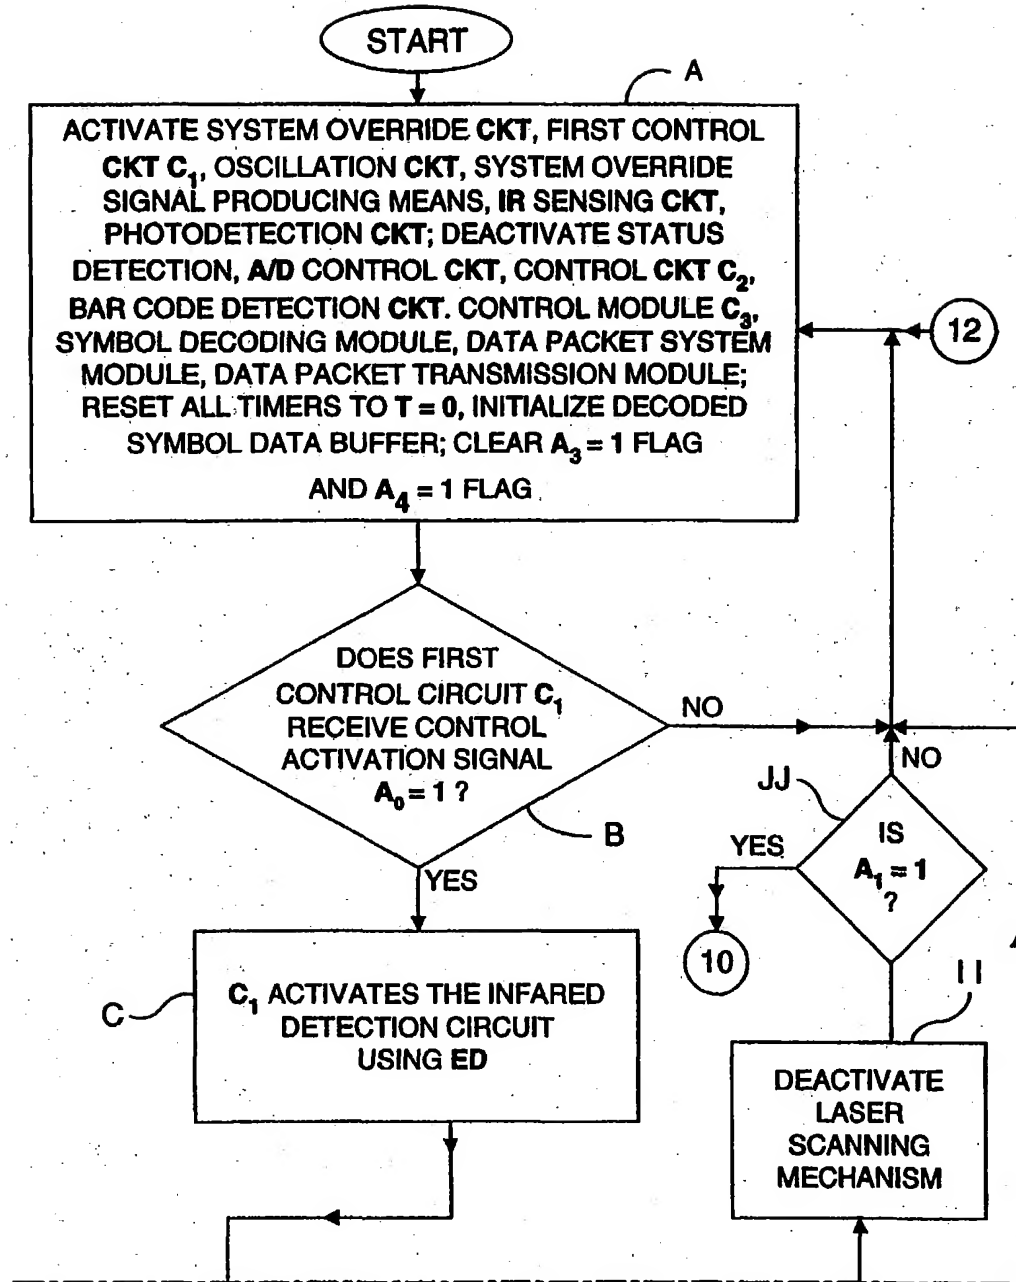 START
A
ACTIVATE SYSTEM OVERRIDE CKT, FIRST CONTROL
CKT C1, OSCILLATION CKT, SYSTEM OVERRIDE
SIGNAL PRODUCING MEANS, IR SENSING CKT,
PHOTODETECTION CKT; DEACTIVATE STATUS
DETECTION, A/D CONTROL CKT, CONTROL CKT C2,
BAR CODE DETECTION CKT. CONTROL MODULE C3,
SYMBOL DECODING MODULE, DATA PACKET SYSTEM
MODULE, DATA PACKET TRANSMISSION MODULE;
RESET ALL TIMERS TO T = 0, INITIALIZE DECODED
SYMBOL DATA BUFFER; CLEAR A3 = 1 FLAG
AND A4 = 1 FLAG
12
DOES FIRST
CONTROL CIRCUIT C1
RECEIVE CONTROL
ACTIVATION SIGNAL
A0 = 1 ?
NO
B
YES
NO
JJ
IS
A1 = 1
?
YES
10
C
C1 ACTIVATES THE INFARED
DETECTION CIRCUIT
USING ED
II
DEACTIVATE
LASER
SCANNING
MECHANISM